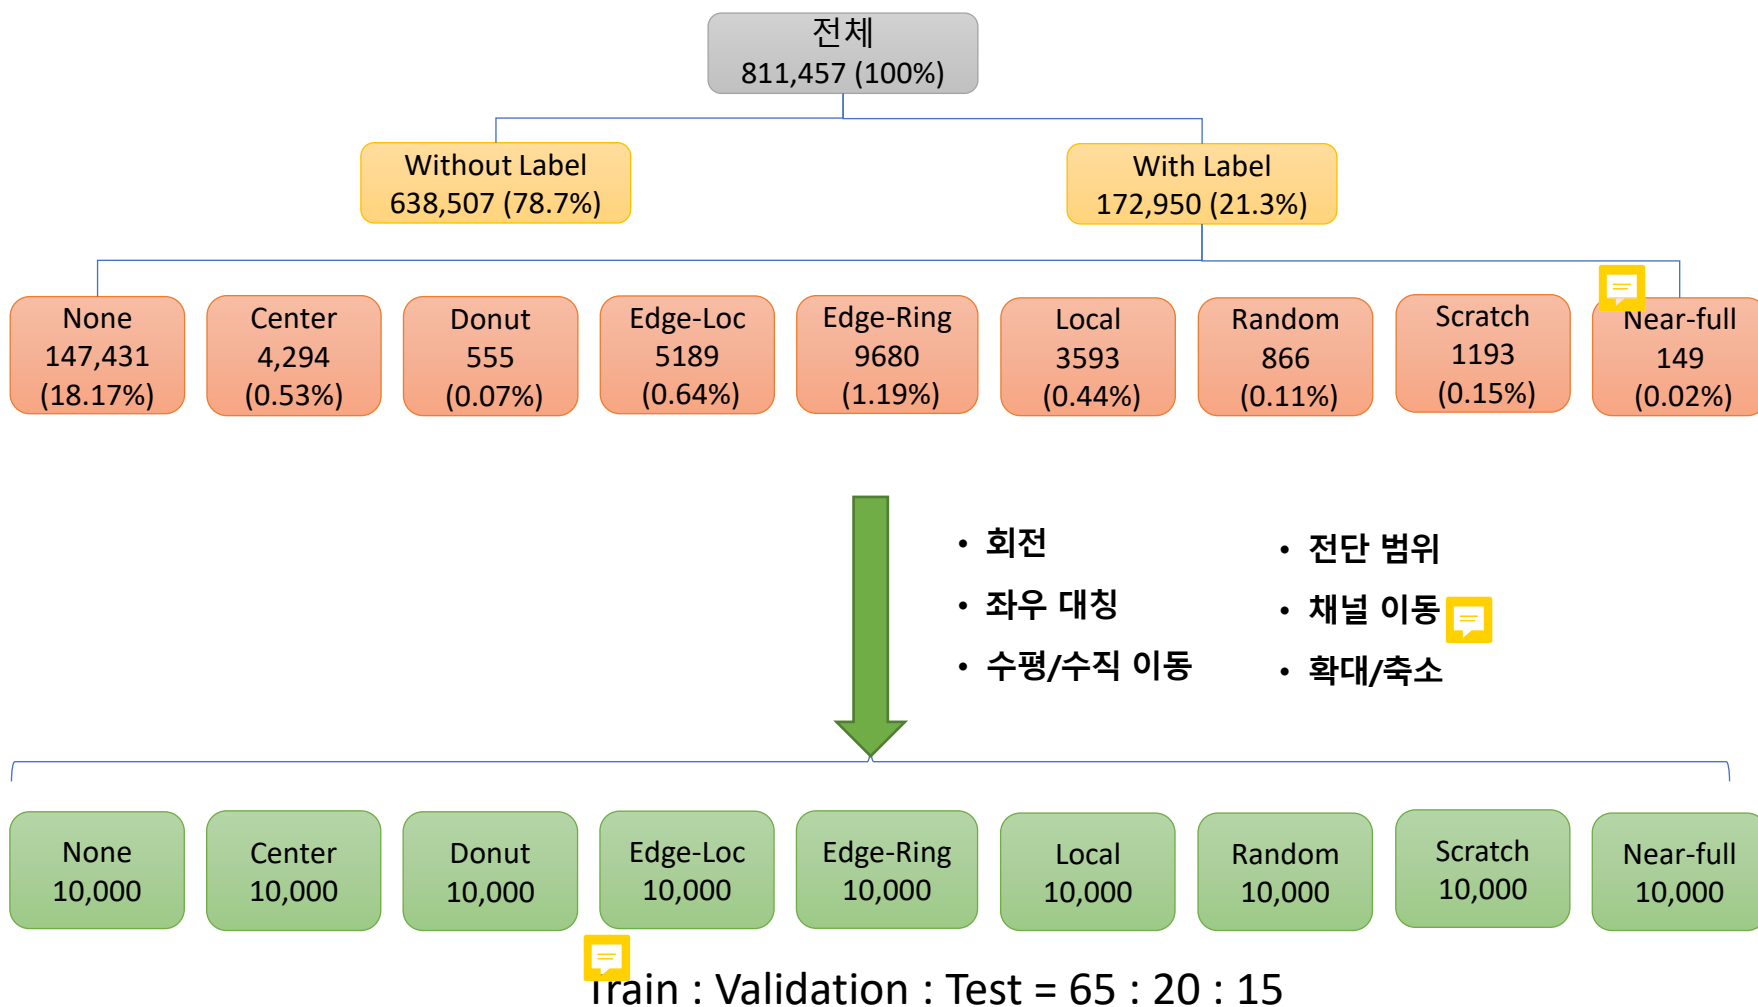 전체
811,457 (100%)
Without Label
638,507 (78.7%)
With Label
172,950 (21.3%)
None
147,431
(18.17%)
Center
4,294
(0.53%)
Donut
555
(0.07%)
Edge-Loc
5189
(0.64%)
Edge-Ring
9680
(1.19%)
Local
3593
(0.44%)
Random
866
(0.11%)
Scratch
1193
(0.15%)
Near-full
149
(0.02%)
• 회전
• 좌우 대칭
• 수평/수직 이동
• 전단 범위
• 채널 이동
• 확대/축소
None
10,000
Center
10,000
Donut
10,000
Edge-Loc
10,000
Edge-Ring
10,000
Local
10,000
Random
10,000
Scratch
10,000
Near-full
10,000
Train : Validation : Test = 65 : 20 : 15